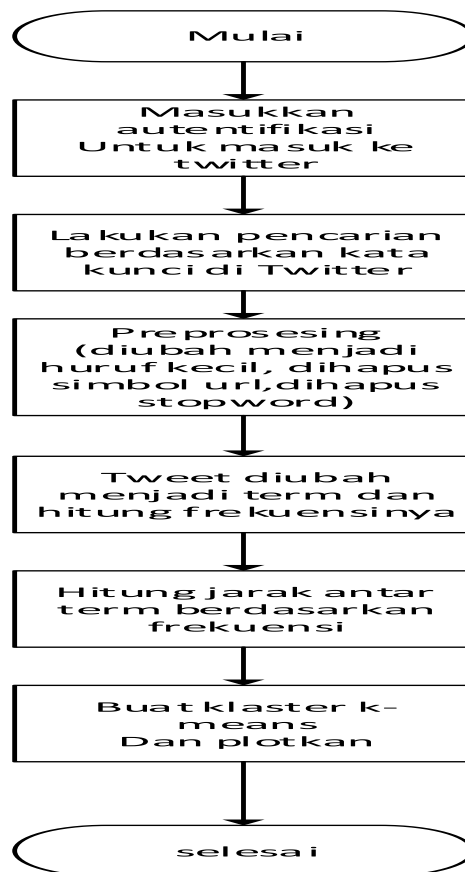 Mulai
Masukkan
autentifikasi
Untuk masuk ke
twitter
Lakukan pencarian
berdasarkan kata
kunci di Twitter
Preprosesing
(diubah menjadi
huruf kecil, dihapus
simbol url,dihapus
stopword)
Tweet diubah
menjadi term dan
hitung frekuensinya
Hitung jarak antar
term berdasarkan
frekuensi
Buat klaster k-
means
Dan plotkan
selesai